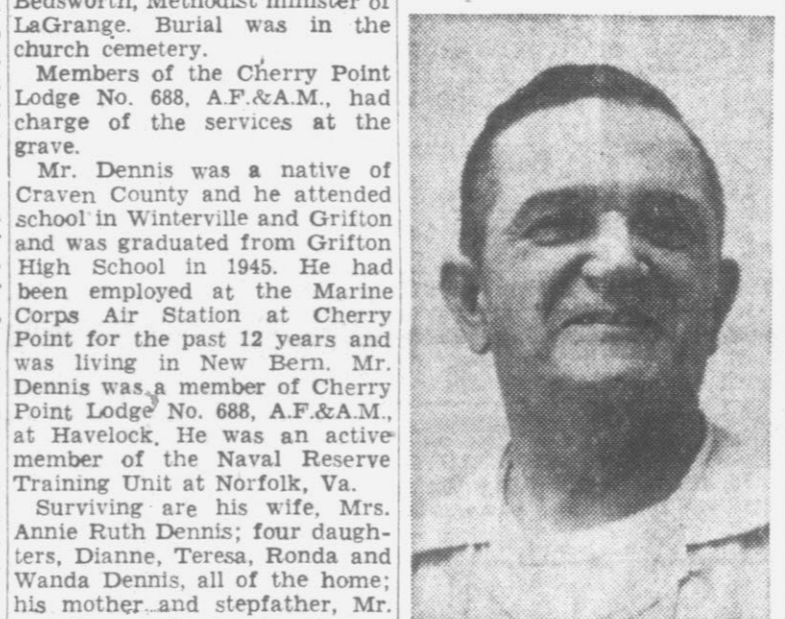 Bedsworth, Methodist minister of
LaGrange. Burial was in the
church cemetery.
Members of the Cherry Point
Lodge No. 688, A.F.&A.M., had
charge of the services at the
grave.
Mr. Dennis was a native of
Craven County and he attended
school in Winterville and Grifton
and was graduated from Grifton
High School in 1945. He had
been employed at the Marine
Corps Air Station at Cherry
Point for the past 12 years and
was living in New Bern. Mr.
Dennis was a member of Cherry
Point Lodge No. 688, A.F.&A.M.,
at Havelock. He was an active
member of the Naval Reserve
Training Unit at Norfolk, Va.
Surviving are his wife, Mrs.
Annie Ruth Dennis; four daugh-
ters, Dianne, Teresa, Ronda and
Wanda Dennis, all of the home;
his mother and stepfather, Mr.